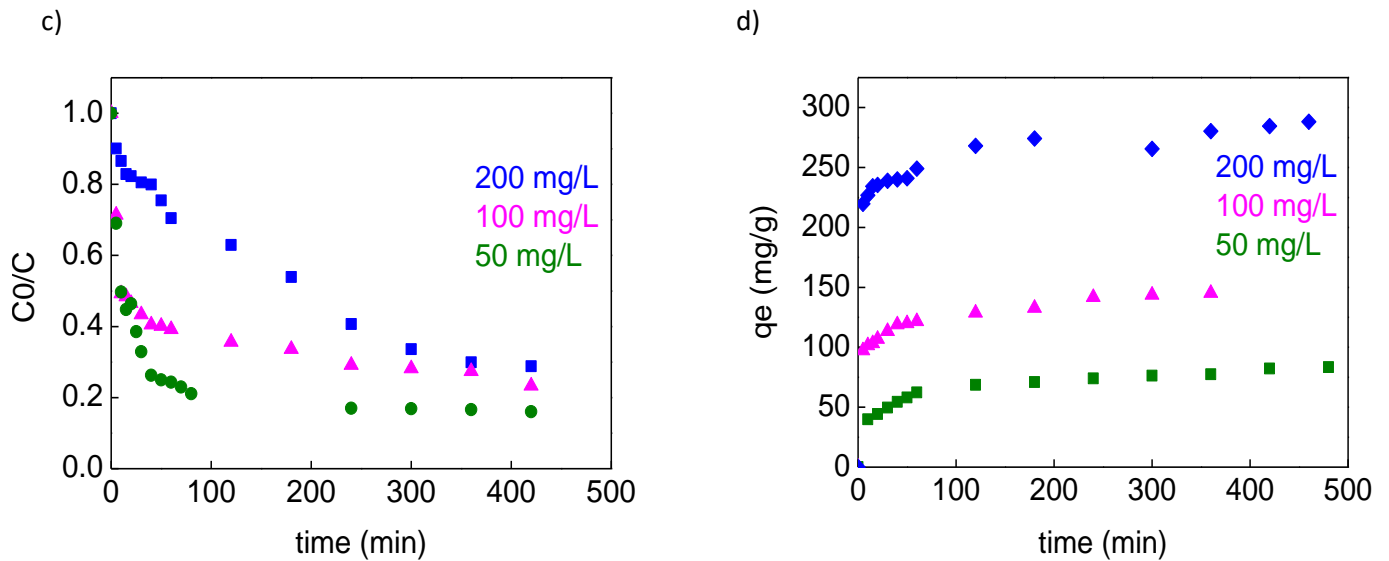 c)
C0/C
1.0
0.8
0.6
0.4
0.2
0.0
0 100 200 300 400 500
time (min)
200 mg/L
100 mg/L
50 mg/L
d)
qe (mg/g)
300
250
200
150
100
50
0
0 100 200 300 400 500
time (min)
200 mg/L
100 mg/L
50 mg/L